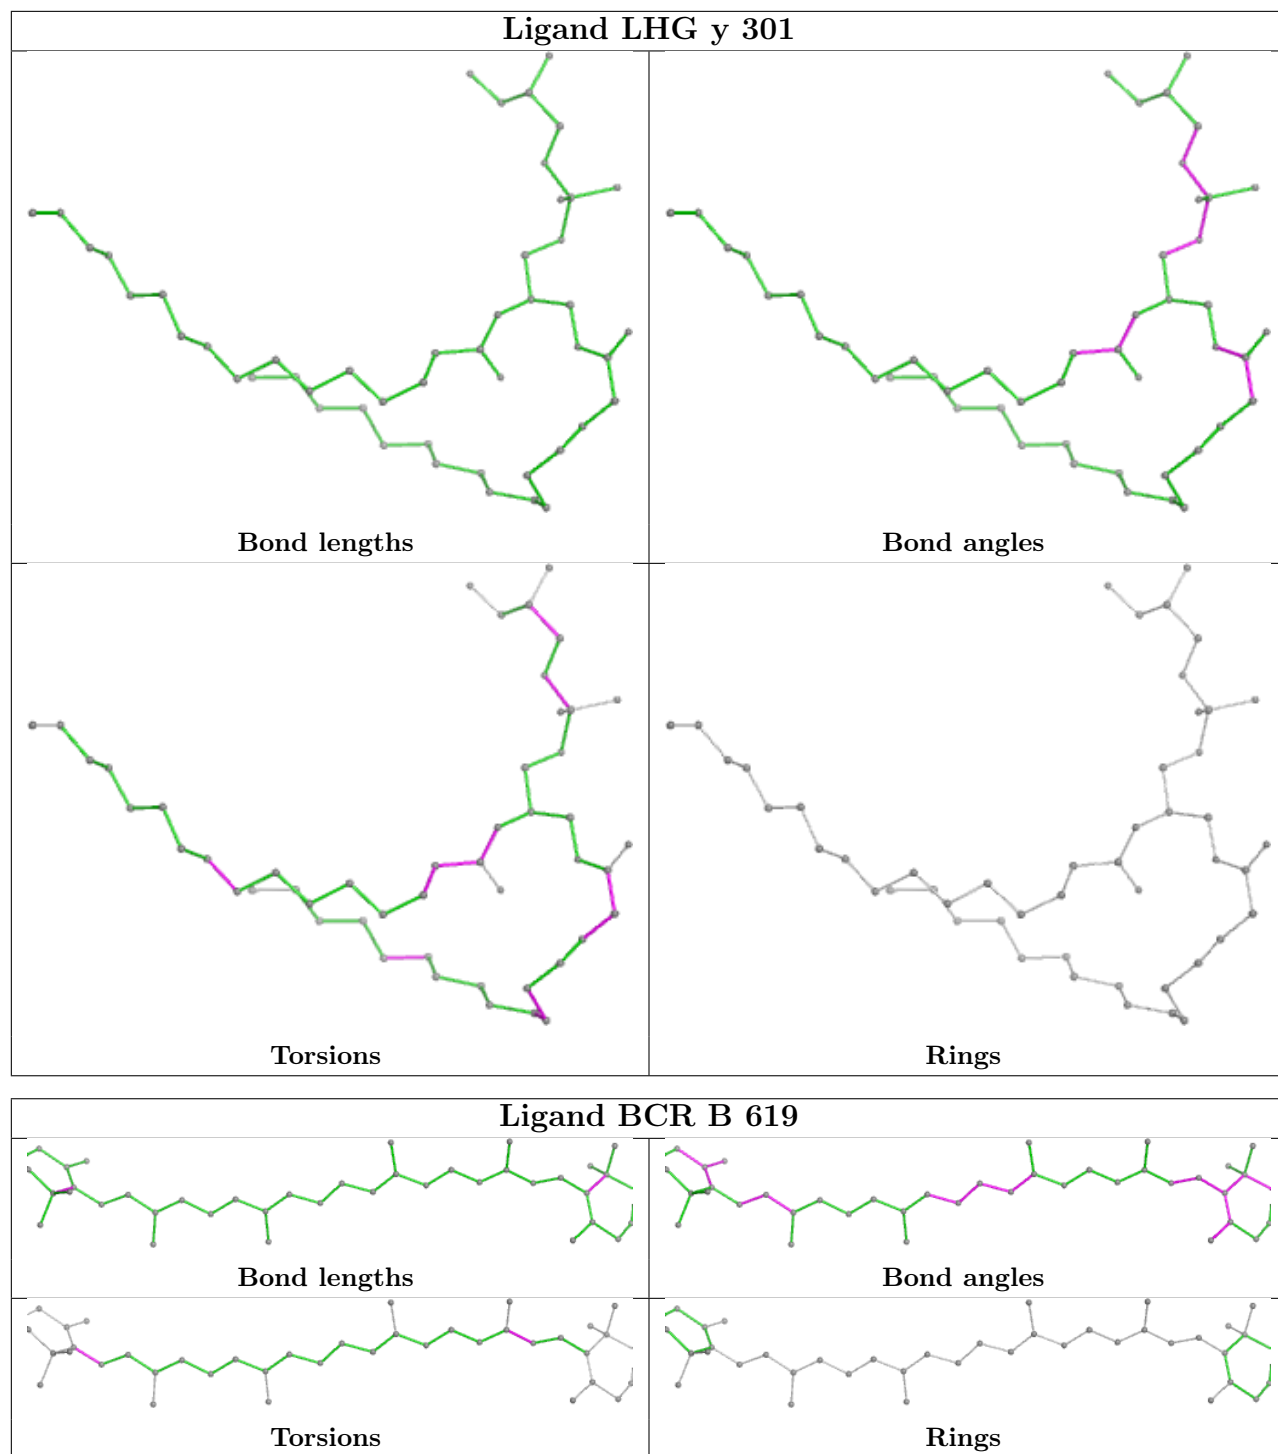 Ligand LHG y 301
Bond lengths
Bond angles
Torsions
Rings
Ligand BCR B 619
Bond lengths
Bond angles
Torsions
Rings